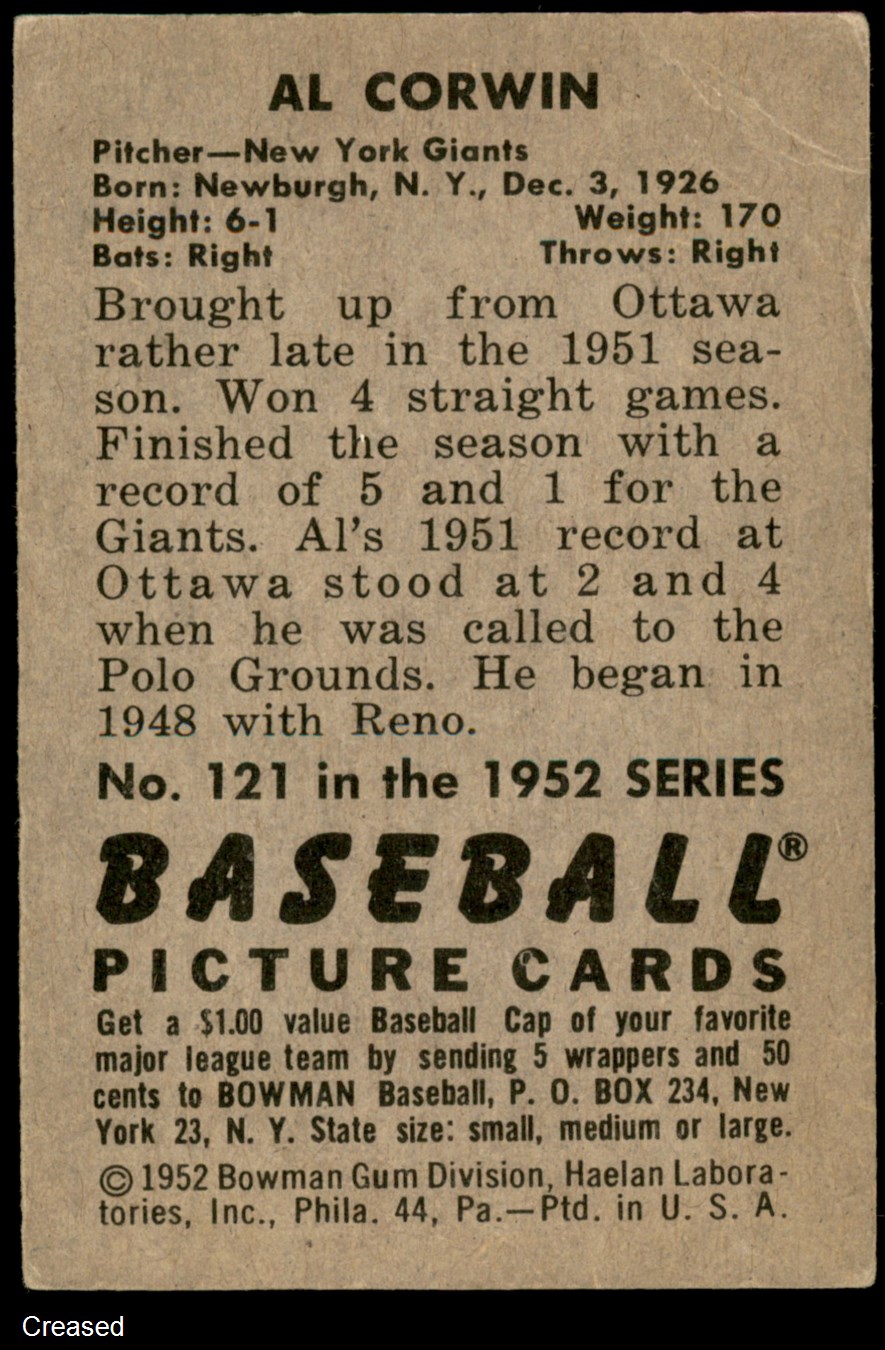 AL CORWIN
Pitcher—New York Giants
Born: Newburgh, N. Y., Dec. 3, 1926
Height: 6-1 Weight: 170
Bats: Right Throws: Right
Brought up from Ottawa
rather late in the 1951 sea-
son. Won 4 straight games.
Finished the season with a
record of 5 and 1 for the
Giants. Al's 1951 record at
Ottawa stood at 2 and 4
when he was called to the
Polo Grounds. He began in
1948 with Reno.
No. 121 in the 1952 SERIES
BASEBALL®
PICTURE CARDS
Get a $1.00 value Baseball Cap of your favorite
major league team by sending 5 wrappers and 50
cents to BOWMAN Baseball, P. O. BOX 234, New
York 23, N. Y. State size: small, medium or large.
© 1952 Bowman Gum Division, Haelan Labora-
tories, Inc., Phila. 44, Pa.—Ptd. in U. S. A.
Creased